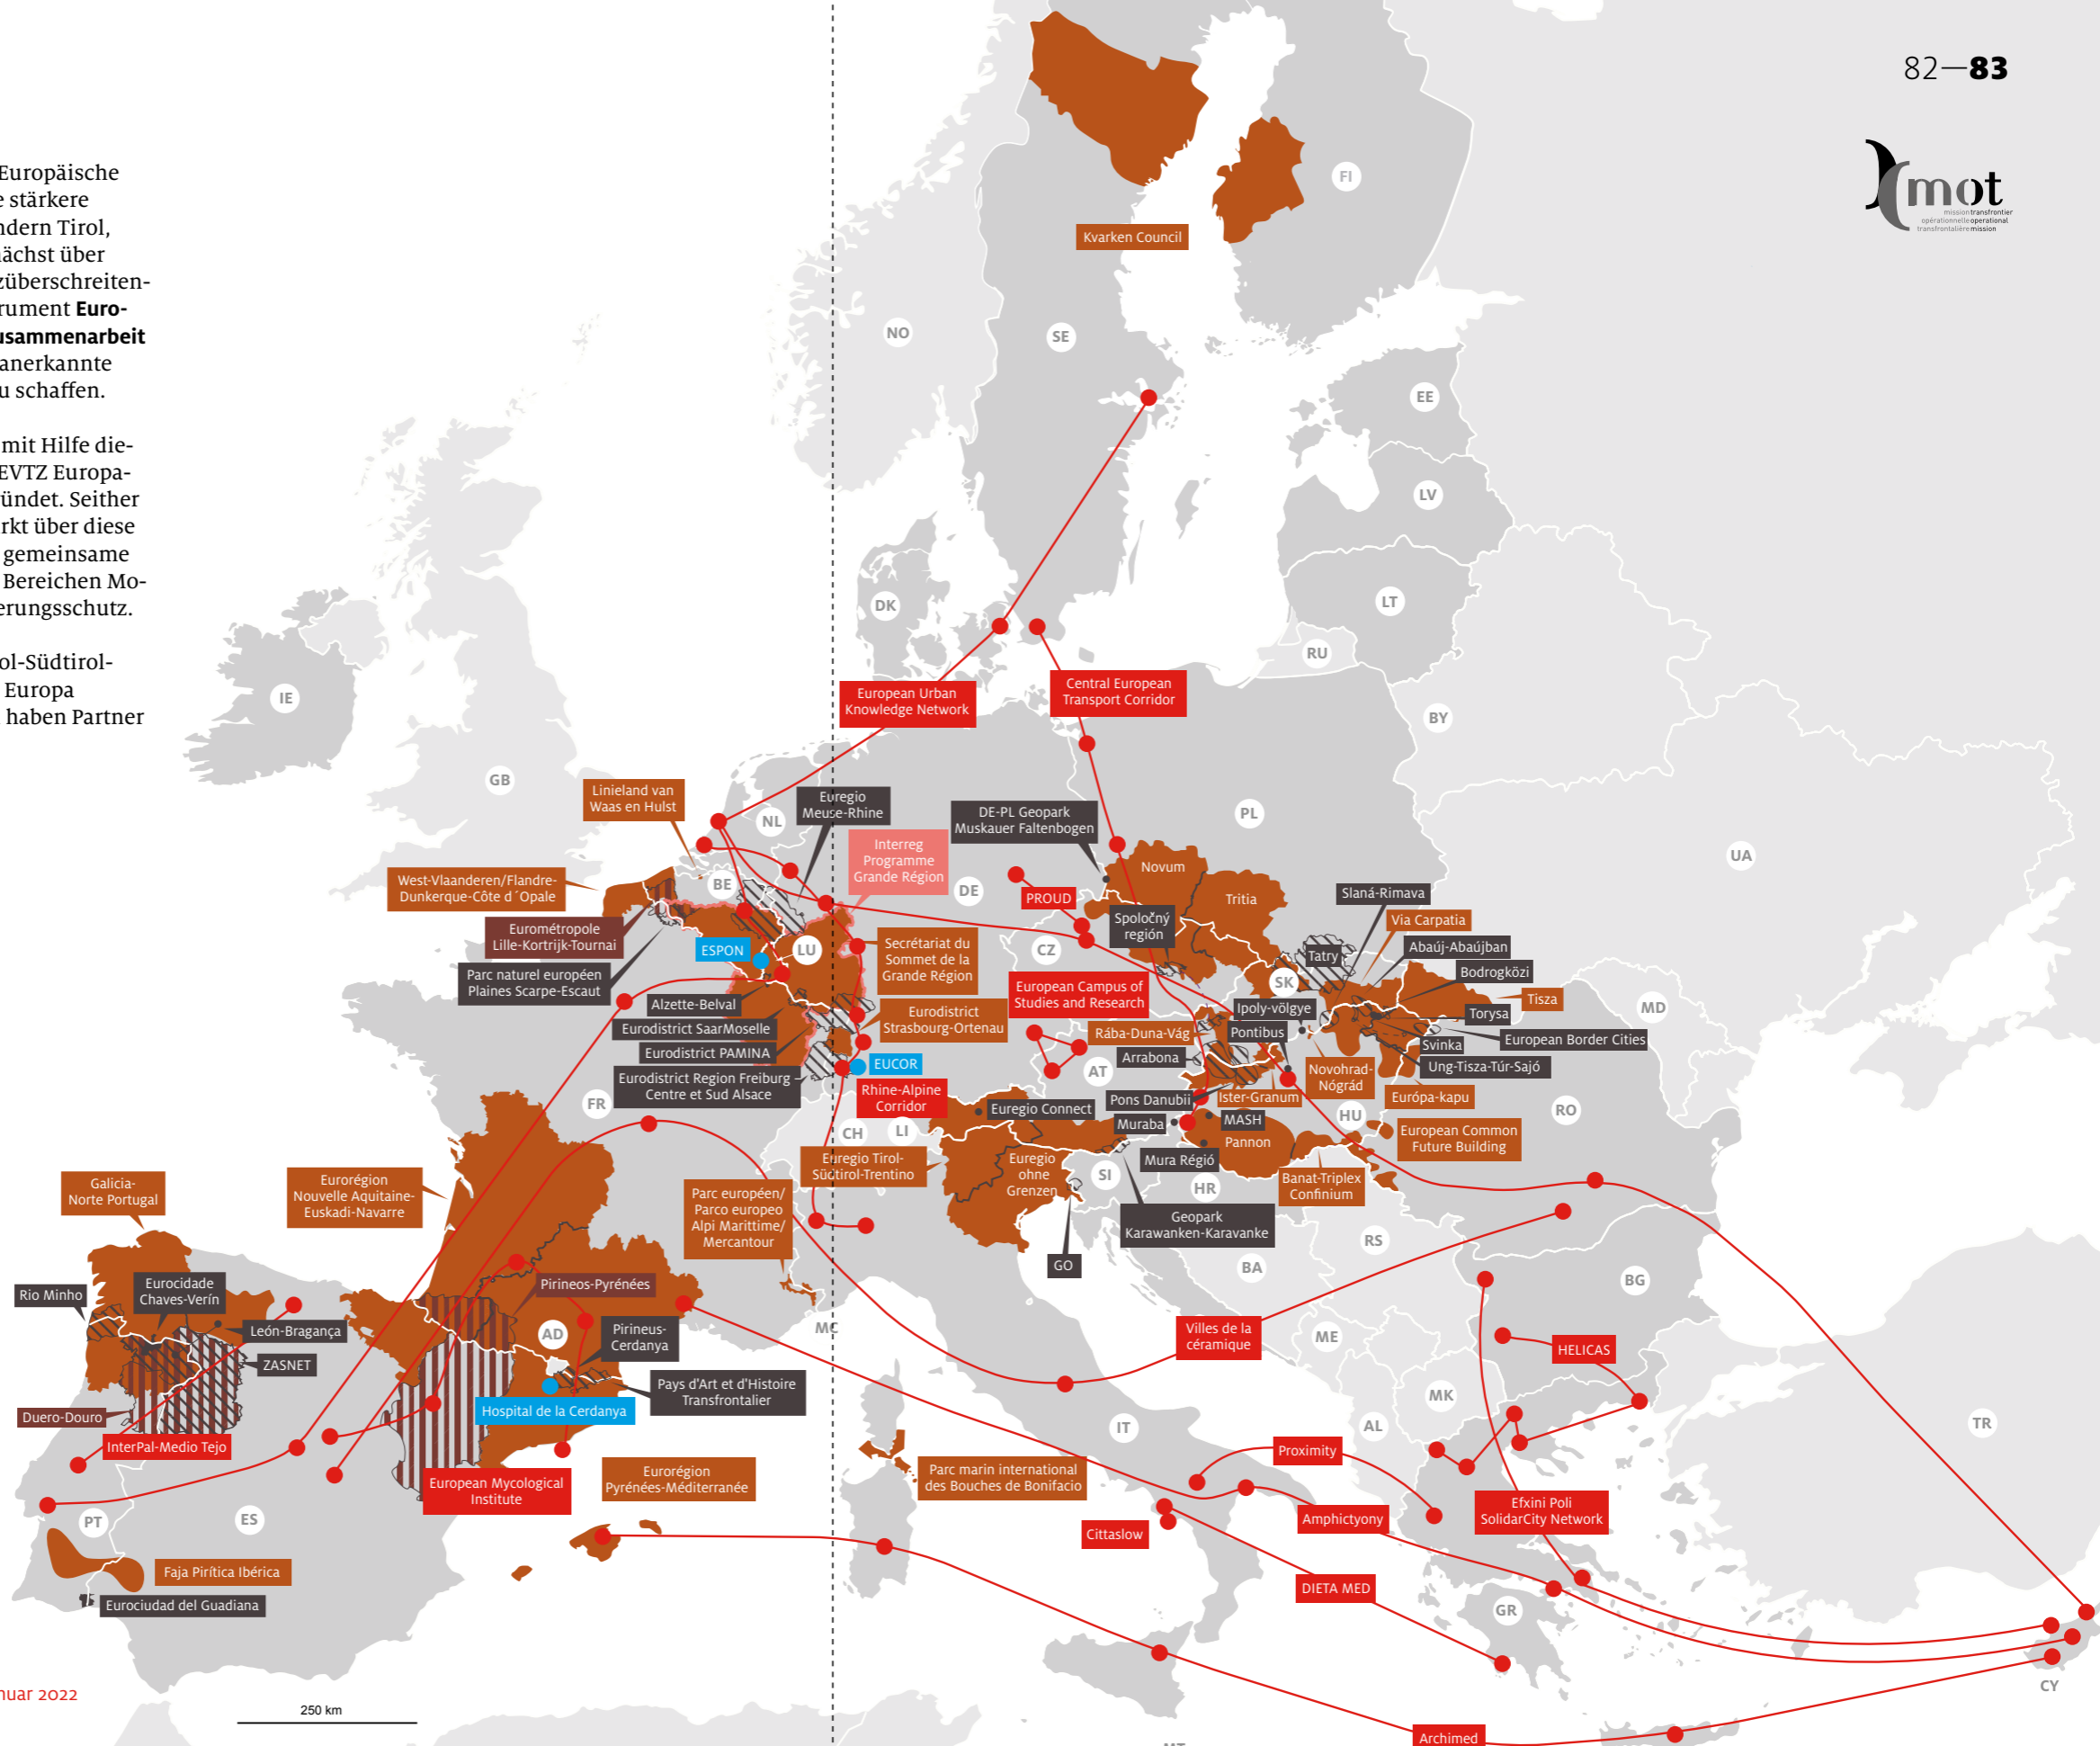 82—83
mot
mission transfrontier
opérationnelle operational
transfrontalière mission
Europäische
e stärkere
ndern Tirol,
ächst über
züberschreiten-
rument Euro-
usammenarbeit
anerkannte
u schaffen.
mit Hilfe die-
EVTZ Europa-
ründet. Seither
rkt über diese
gemeinsame
Bereichen Mo-
erungsschutz.
ol-Südtirol-
Europa
haben Partner
nuar 2022
250 km
FI
Kvarken Council
NO
SE
EE
LV
LT
DK
RU
IE
GB
BY
European Urban
Knowledge Network
Central European
Transport Corridor
Linieland van
Waas en Hulst
NL
Euregio
Meuse-Rhine
DE-PL Geopark
Muskauer Faltenbogen
PL
UA
Interreg
Programme
Grande Région
West-Vlaanderen/Flandre-
Dunkerque-Côte d´Opale
BE
DE
PROUD
Novum
Tritia
Slaná-Rimava
Via Carpatia
Eurométropole
Lille-Kortrijk-Tournai
Spoločný
región
ESPON
LU
CZ
Secrétariat du
Sommet de la
Grande Région
Tatry
Abaúj-Abaújban
Bodrogközi
Parc naturel européen
Plaines Scarpe-Escaut
European Campus of
Studies and Research
SK
Tisza
Alzette-Belval
Ipoly-völgye
Torysa
MD
Eurodistrict
Strasbourg-Ortenau
Eurodistrict SaarMoselle
Rába-Duna-Vág
Pontibus
European Border Cities
Svinka
Eurodistrict PAMINA
Arrabona
Ung-Tisza-Túr-Sajó
EUCOR
AT
Novohrad-
Nógrád
Eurodistrict Region Freiburg –
Centre et Sud Alsace
Rhine-Alpine
Corridor
FR
Pons Danubii
Ister-Granum
Európa-kapu
Euregio Connect
Muraba
MASH
HU
RO
CH
LI
Pannon
European Common
Future Building
Euregio Tirol-
Südtirol-Trentino
Euregio
ohne
Grenzen
Mura Régió
SI
HR
Banat-Triplex
Confinium
Galicia-
Norte Portugal
Eurorégion
Nouvelle Aquitaine-
Euskadi-Navarre
Parc européen/
Parco europeo
Alpi Marittime/
Mercantour
Geopark
Karawanken-Karavanke
GO
RS
BA
BG
Rio Minho
Eurocidade
Chaves-Verín
Pirineos-Pyrénées
MC
León-Bragança
AD
Pirineus-
Cerdanya
Villes de la
céramique
ME
HELICAS
ZASNET
Pays d'Art et d'Histoire
Transfrontalier
Hospital de la Cerdanya
MK
Duero-Douro
IT
AL
TR
InterPal-Medio Tejo
Proximity
European Mycological
Institute
Eurorégion
Pyrénées-Méditerranée
Parc marin international
des Bouches de Bonifacio
Efxini Poli
SolidarCity Network
PT
ES
Cittaslow
Amphictyony
Faja Pirítica Ibérica
DIETA MED
Eurociudad del Guadiana
GR
CY
Archimed